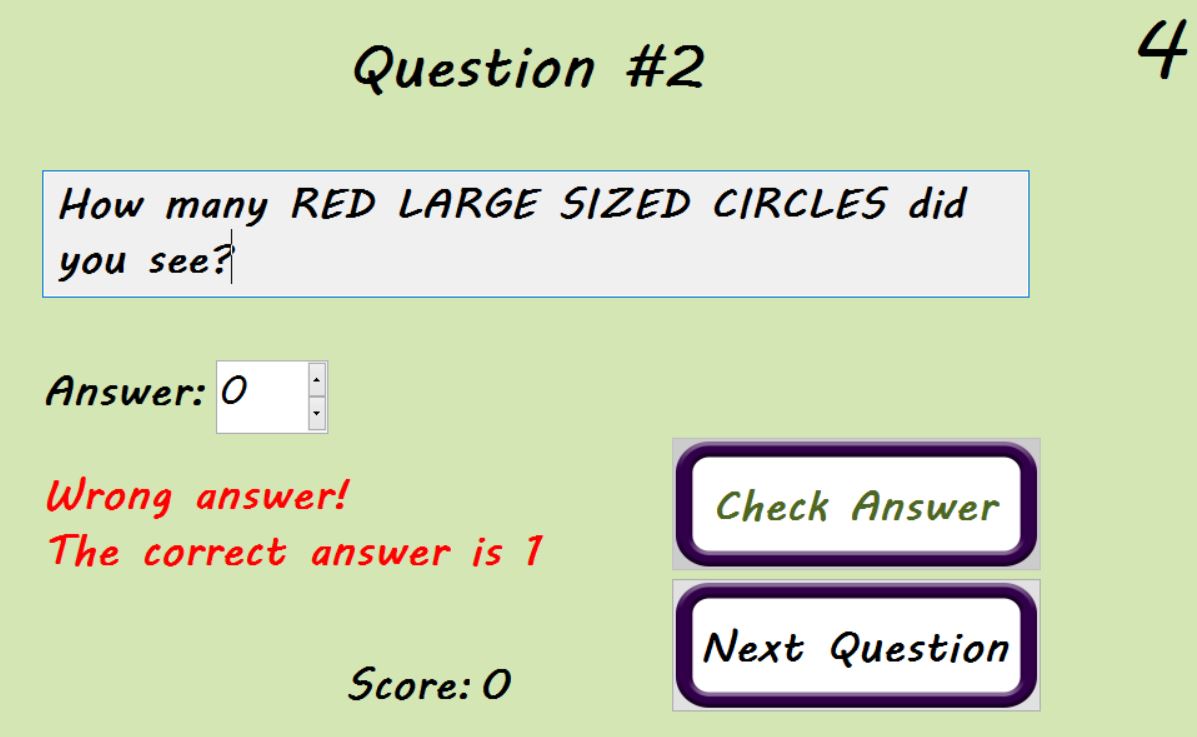 Question #2
4
How many RED LARGE SIZED CIRCLES did
you see?
Answer: 0
Wrong answer!
The correct answer is 1
Check Answer
Next Question
Score: 0